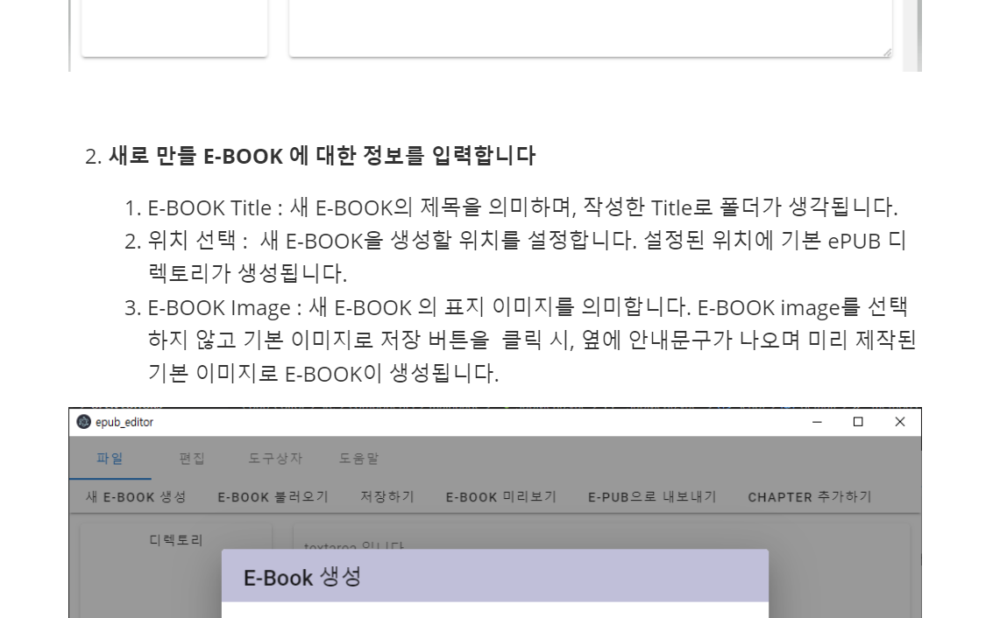 2. 새로 만들 E-BOOK 에 대한 정보를 입력합니다
1. E-BOOK Title : 새 E-BOOK의 제목을 의미하며, 작성한 Title로 폴더가 생각됩니다.
2. 위치 선택 : 새 E-BOOK을 생성할 위치를 설정합니다. 설정된 위치에 기본 ePUB 디
렉토리가 생성됩니다.
3. E-BOOK Image : 새 E-BOOK 의 표지 이미지를 의미합니다. E-BOOK image를 선택
하지 않고 기본 이미지로 저장 버튼을 클릭 시, 옆에 안내문구가 나오며 미리 제작된
기본 이미지로 E-BOOK이 생성됩니다.
epub_editor
파일 편집 도구상자 도움말
새 E-BOOK 생성 E-BOOK 불러오기 저장하기 E-BOOK 미리보기 E-PUB으로 내보내기 CHAPTER 추가하기
디렉토리
textarea 입니다
E-Book 생성